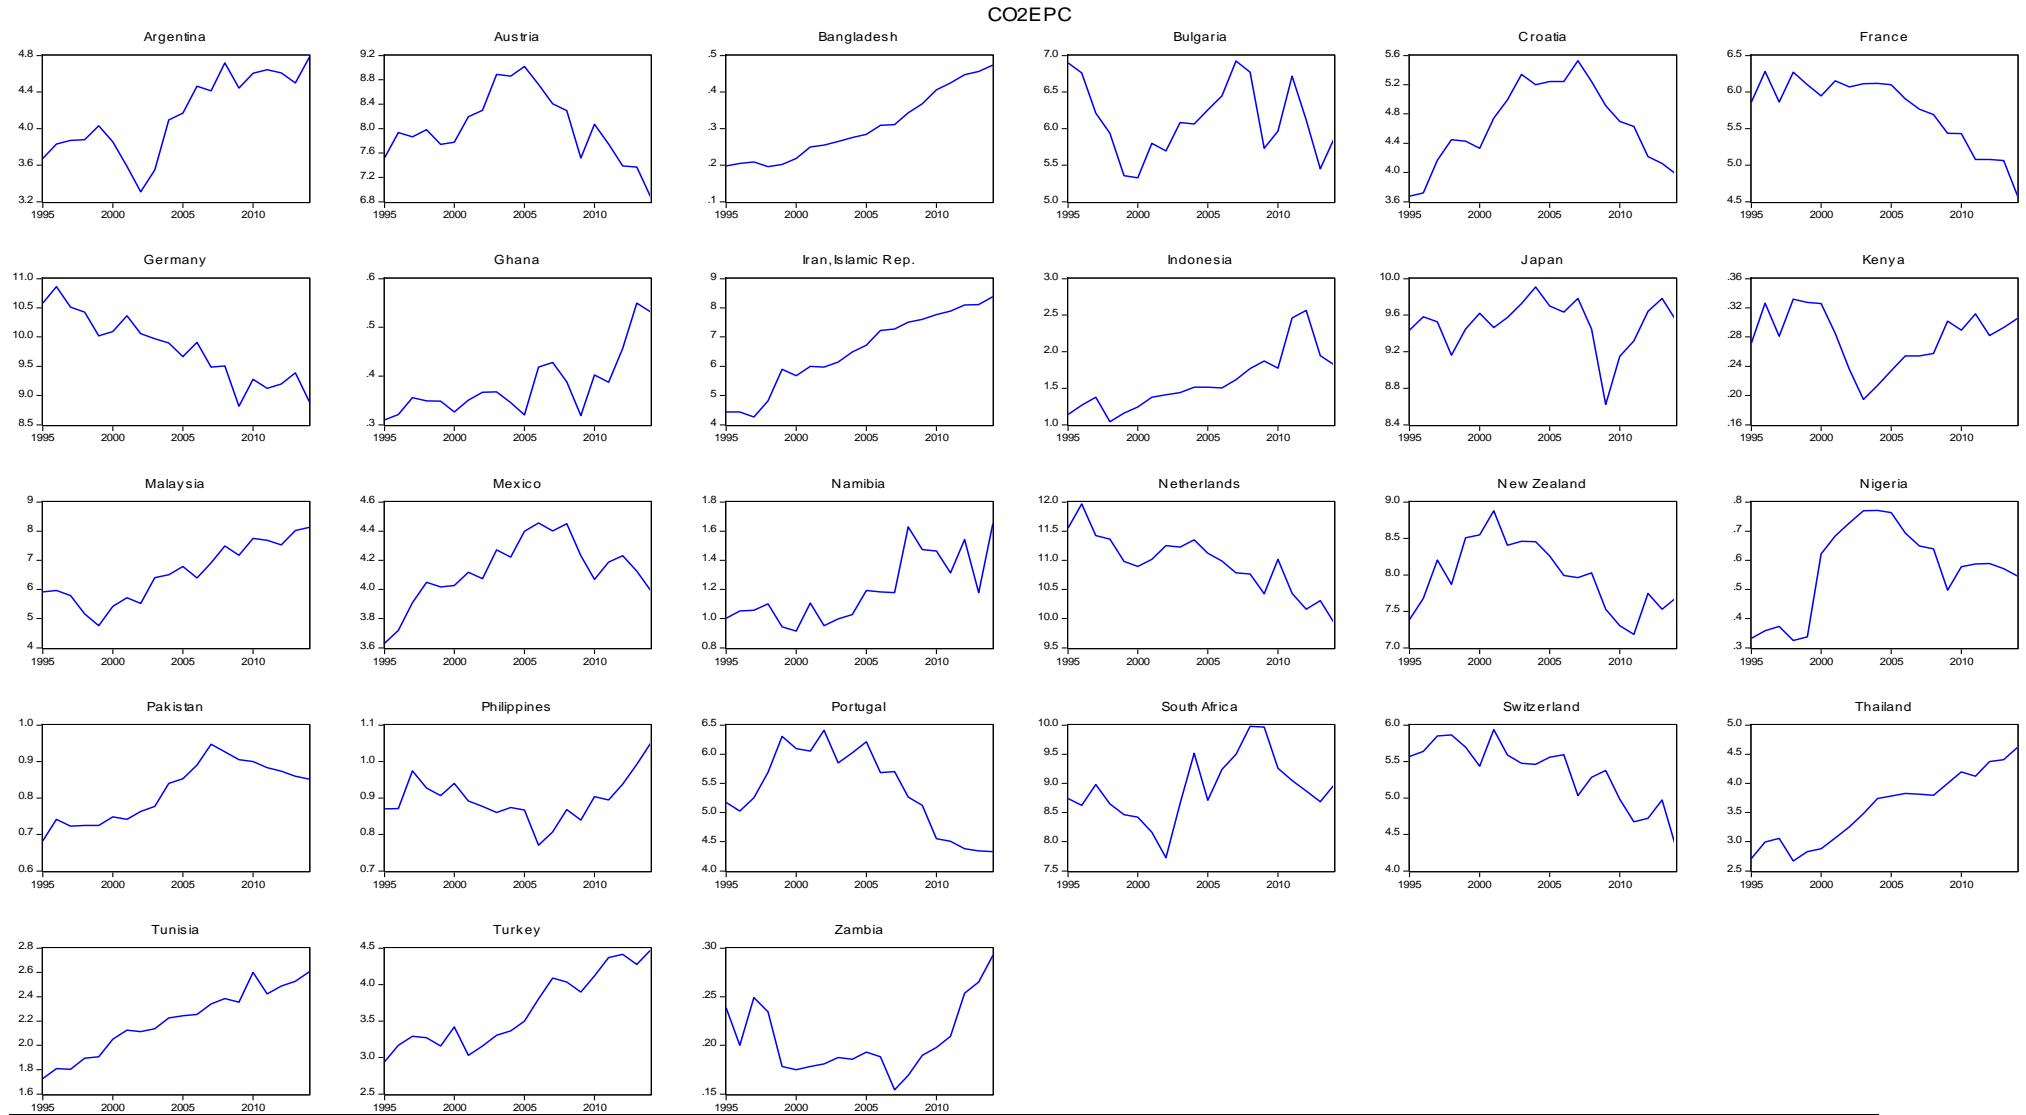 CO2EPC
Argentina
4.8
4.4
4.0
3.6
3.2
1995 2000 2005 2010
Austria
9.2
8.8
8.4
8.0
7.6
7.2
6.8
1995 2000 2005 2010
Bangladesh
.5
.4
.3
.2
.1
1995 2000 2005 2010
Bulgaria
7.0
6.5
6.0
5.5
5.0
1995 2000 2005 2010
Croatia
5.6
5.2
4.8
4.4
4.0
3.6
1995 2000 2005 2010
France
6.5
6.0
5.5
5.0
4.5
1995 2000 2005 2010
Germany
11.0
10.5
10.0
9.5
9.0
8.5
1995 2000 2005 2010
Ghana
.6
.5
.4
.3
1995 2000 2005 2010
Iran, Islamic Rep.
9
8
7
6
5
4
1995 2000 2005 2010
Indonesia
3.0
2.5
2.0
1.5
1.0
1995 2000 2005 2010
Japan
10.0
9.6
9.2
8.8
8.4
1995 2000 2005 2010
Kenya
.36
.32
.28
.24
.20
.16
1995 2000 2005 2010
Malaysia
9
8
7
6
5
4
1995 2000 2005 2010
Mexico
4.6
4.4
4.2
4.0
3.8
3.6
1995 2000 2005 2010
Namibia
1.8
1.6
1.4
1.2
1.0
0.8
1995 2000 2005 2010
Netherlands
12.0
11.5
11.0
10.5
10.0
9.5
1995 2000 2005 2010
New Zealand
9.0
8.5
8.0
7.5
7.0
1995 2000 2005 2010
Nigeria
.8
.7
.6
.5
.4
.3
1995 2000 2005 2010
Pakistan
1.0
0.9
0.8
0.7
0.6
1995 2000 2005 2010
Philippines
1.1
1.0
0.9
0.8
0.7
1995 2000 2005 2010
Portugal
6.5
6.0
5.5
5.0
4.5
4.0
1995 2000 2005 2010
South Africa
10.0
9.5
9.0
8.5
8.0
7.5
1995 2000 2005 2010
Switzerland
6.0
5.5
5.0
4.5
4.0
1995 2000 2005 2010
Thailand
5.0
4.5
4.0
3.5
3.0
2.5
1995 2000 2005 2010
Tunisia
2.8
2.6
2.4
2.2
2.0
1.8
1.6
1995 2000 2005 2010
Turkey
4.5
4.0
3.5
3.0
2.5
1995 2000 2005 2010
Zambia
.30
.25
.20
.15
1995 2000 2005 2010